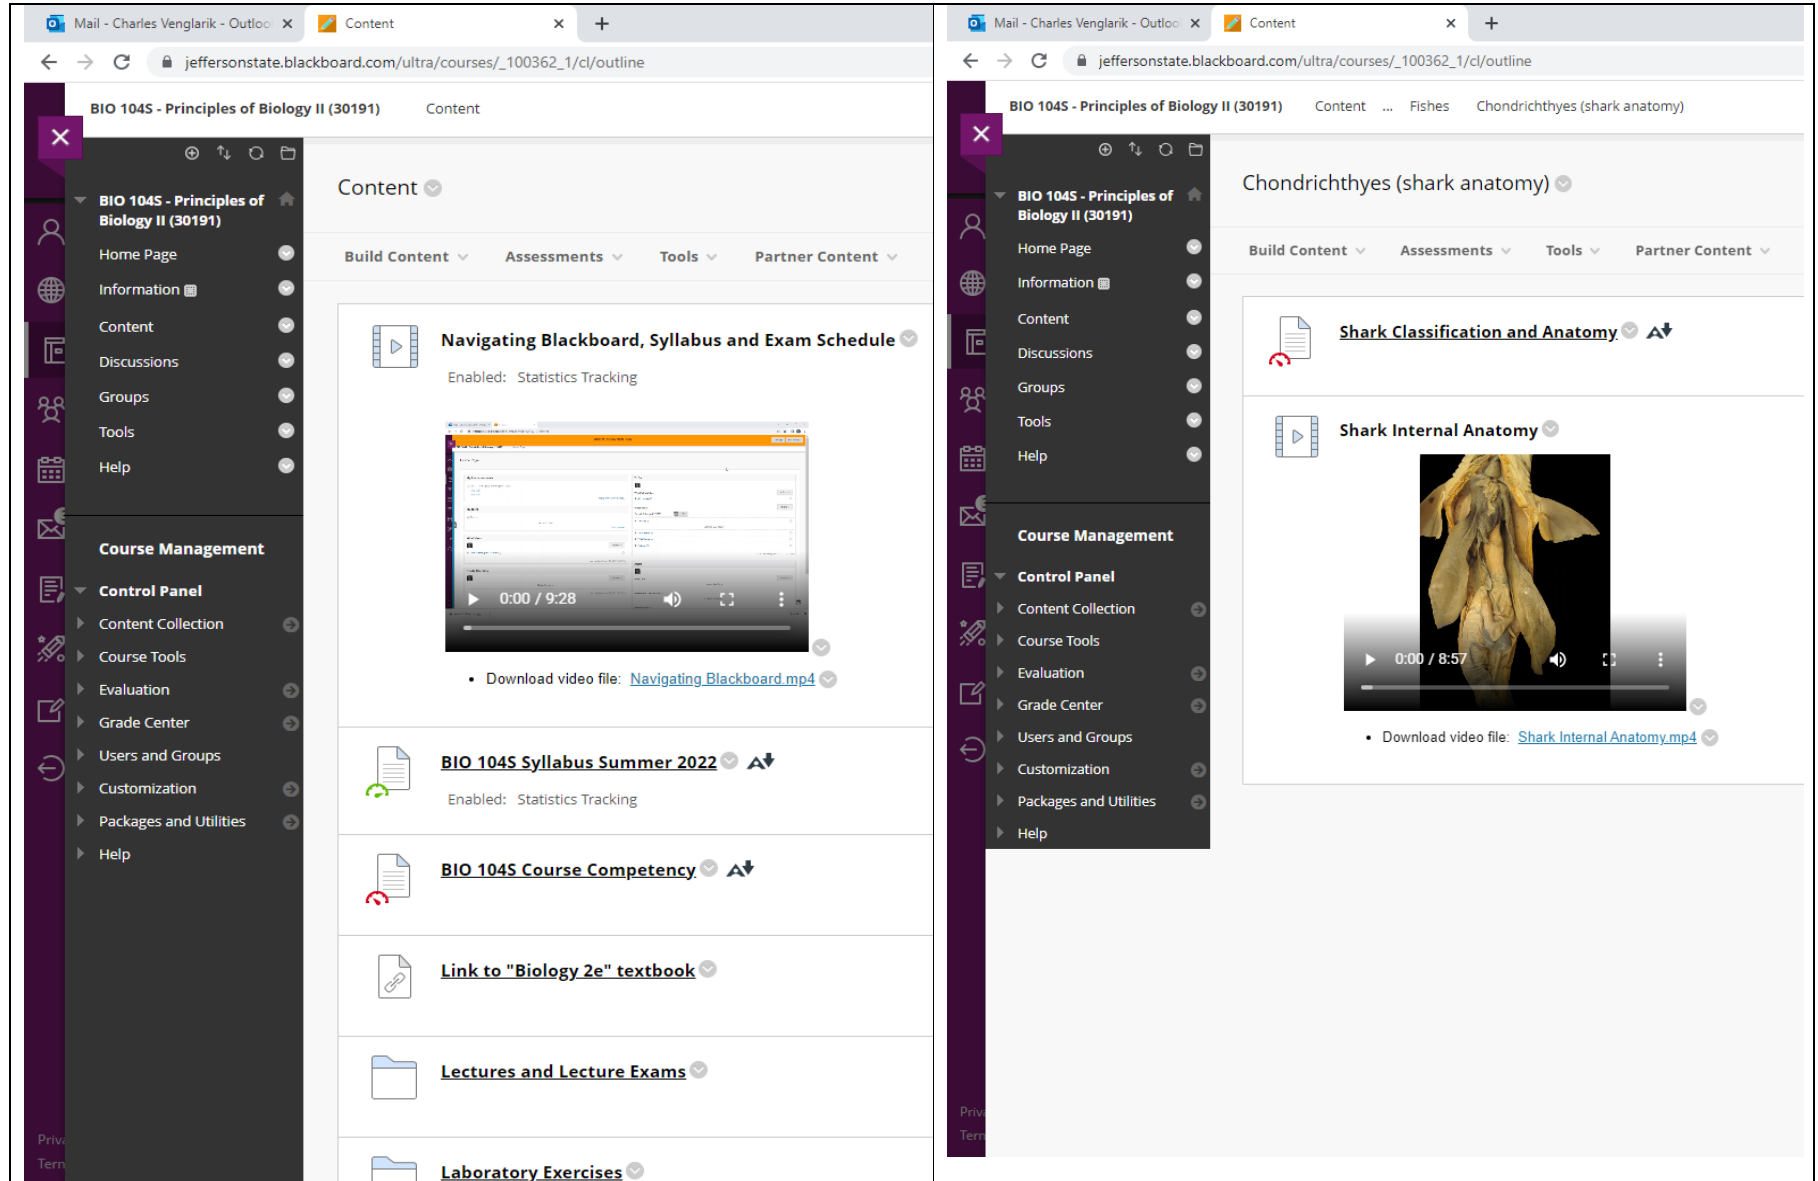 Mail - Charles Venglarik - Outloo
Content
jeffersonstate.blackboard.com/ultra/courses/_100362_1/cl/outline
BIO 104S - Principles of Biology II (30191)
Content
BIO 104S - Principles of
Biology II (30191)
Home Page
Information
Content
Discussions
Groups
Tools
Help
Course Management
Control Panel
Content Collection
Course Tools
Evaluation
Grade Center
Users and Groups
Customization
Packages and Utilities
Help
Priva
Tern
Content
Build Content
Assessments
Tools
Partner Content
Navigating Blackboard, Syllabus and Exam Schedule
Enabled: Statistics Tracking
0:00 / 9:28
• Download video file: Navigating Blackboard.mp4
BIO 104S Syllabus Summer 2022
Enabled: Statistics Tracking
BIO 104S Course Competency
Link to "Biology 2e" textbook
Lectures and Lecture Exams
Laboratory Exercises
Mail - Charles Venglarik - Outloo
Content
jeffersonstate.blackboard.com/ultra/courses/_100362_1/cl/outline
BIO 104S - Principles of Biology II (30191)
Content ... Fishes Chondrichthyes (shark anatomy)
BIO 104S - Principles of
Biology II (30191)
Home Page
Information
Content
Discussions
Groups
Tools
Help
Course Management
Control Panel
Content Collection
Course Tools
Evaluation
Grade Center
Users and Groups
Customization
Packages and Utilities
Help
Priva
Tern
Chondrichthyes (shark anatomy)
Build Content
Assessments
Tools
Partner Content
Shark Classification and Anatomy
Shark Internal Anatomy
0:00 / 8:57
• Download video file: Shark Internal Anatomy.mp4